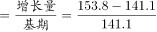 = 增长量 / 基期 = (153.8 − 141.1) / 141.1